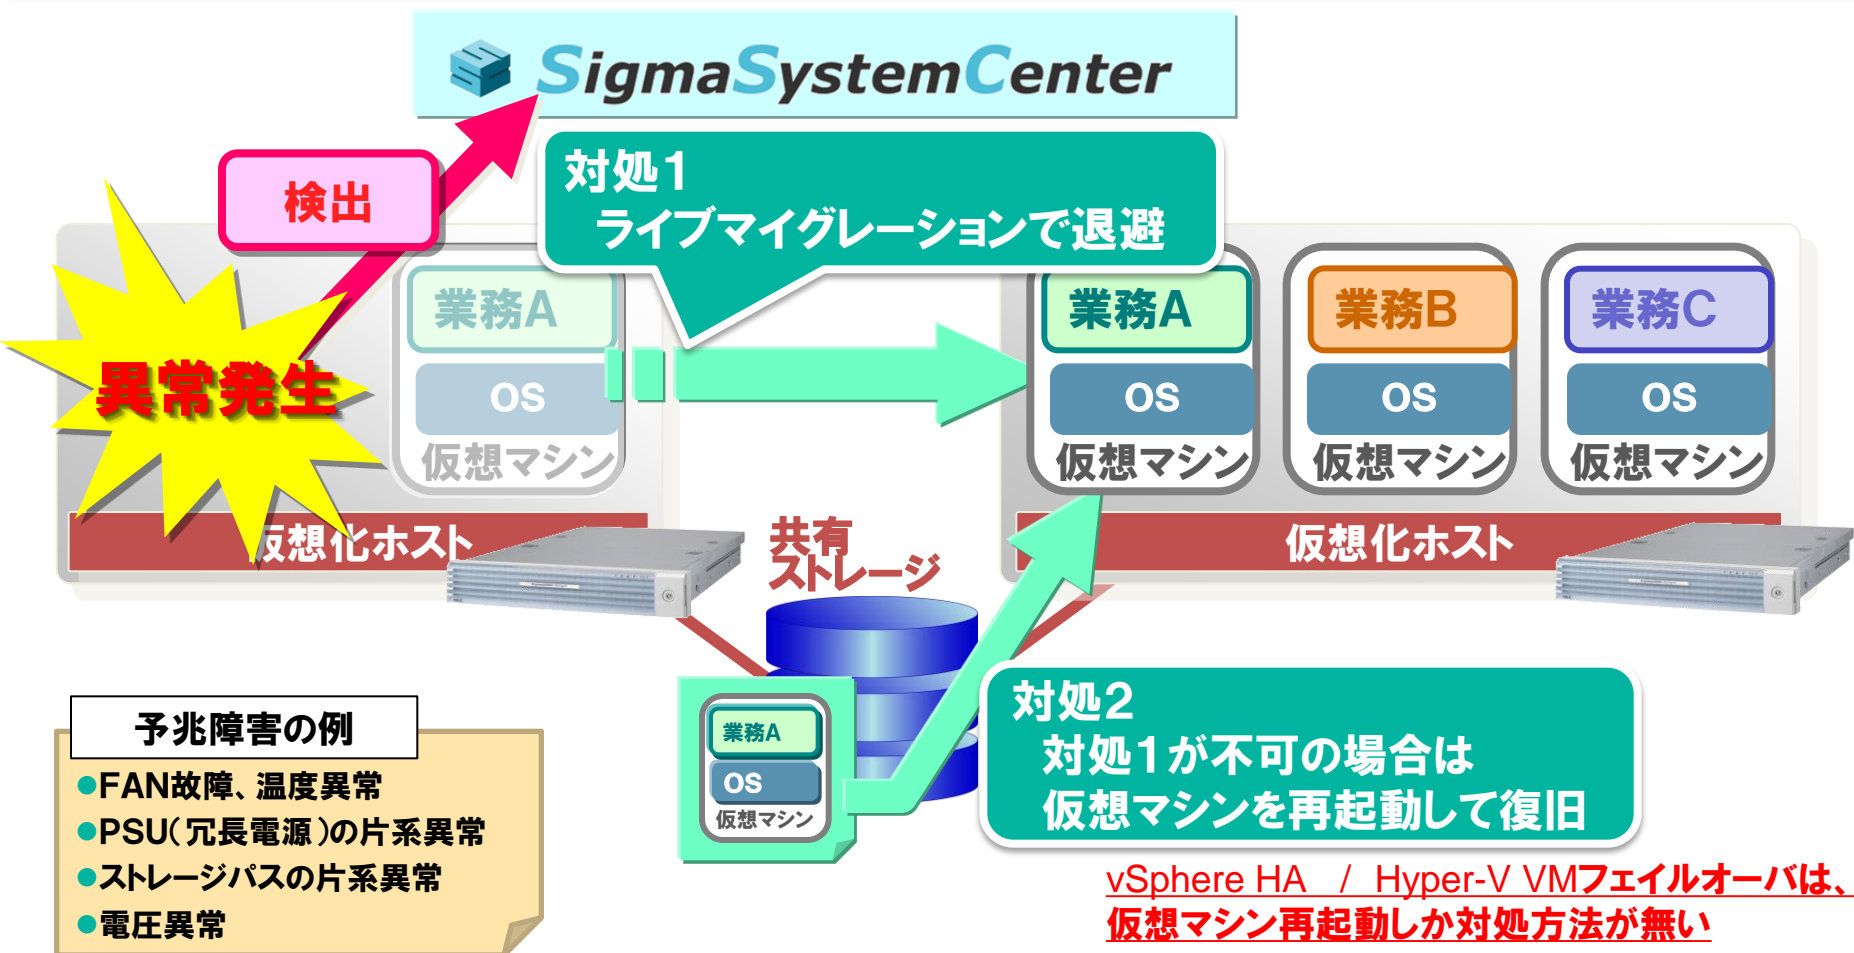 SigmaSystemCenter
検出
対処1
ライブマイグレーションで退避
異常発生
業務A
OS
仮想マシン
仮想化ホスト
業務A
OS
仮想マシン
業務B
OS
仮想マシン
業務C
OS
仮想マシン
仮想化ホスト
共有
ストレージ
業務A
OS
仮想マシン
対処2
対処1が不可の場合は
仮想マシンを再起動して復旧
予兆障害の例
●FAN故障、温度異常
●PSU(冗長電源)の片系異常
●ストレージパスの片系異常
●電圧異常
vSphere HA / Hyper-V VMフェイルオーバは、
仮想マシン再起動しか対処方法が無い